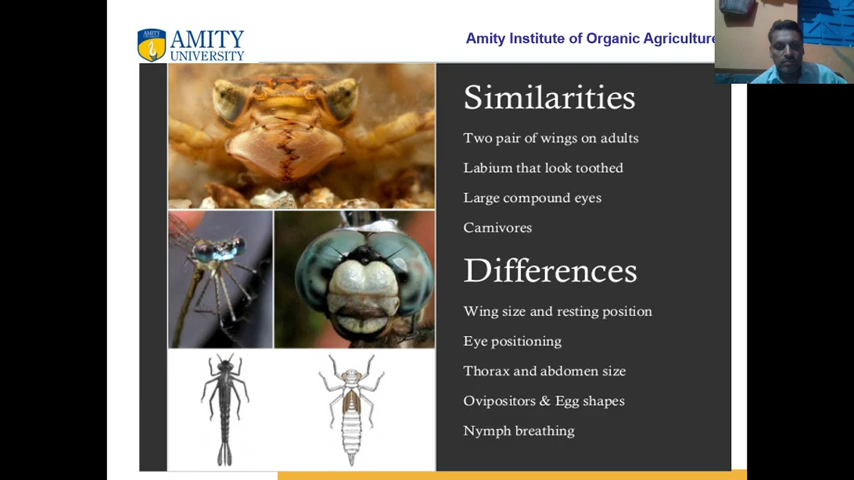 AMITY
AMITY
UNIVERSITY
Amity Institute of Organic Agriculture
Similarities
Two pair of wings on adults
Labium that look toothed
Large compound eyes
Carnivores
Differences
Wing size and resting position
Eye positioning
Thorax and abdomen size
Ovipositors & Egg shapes
Nymph breathing